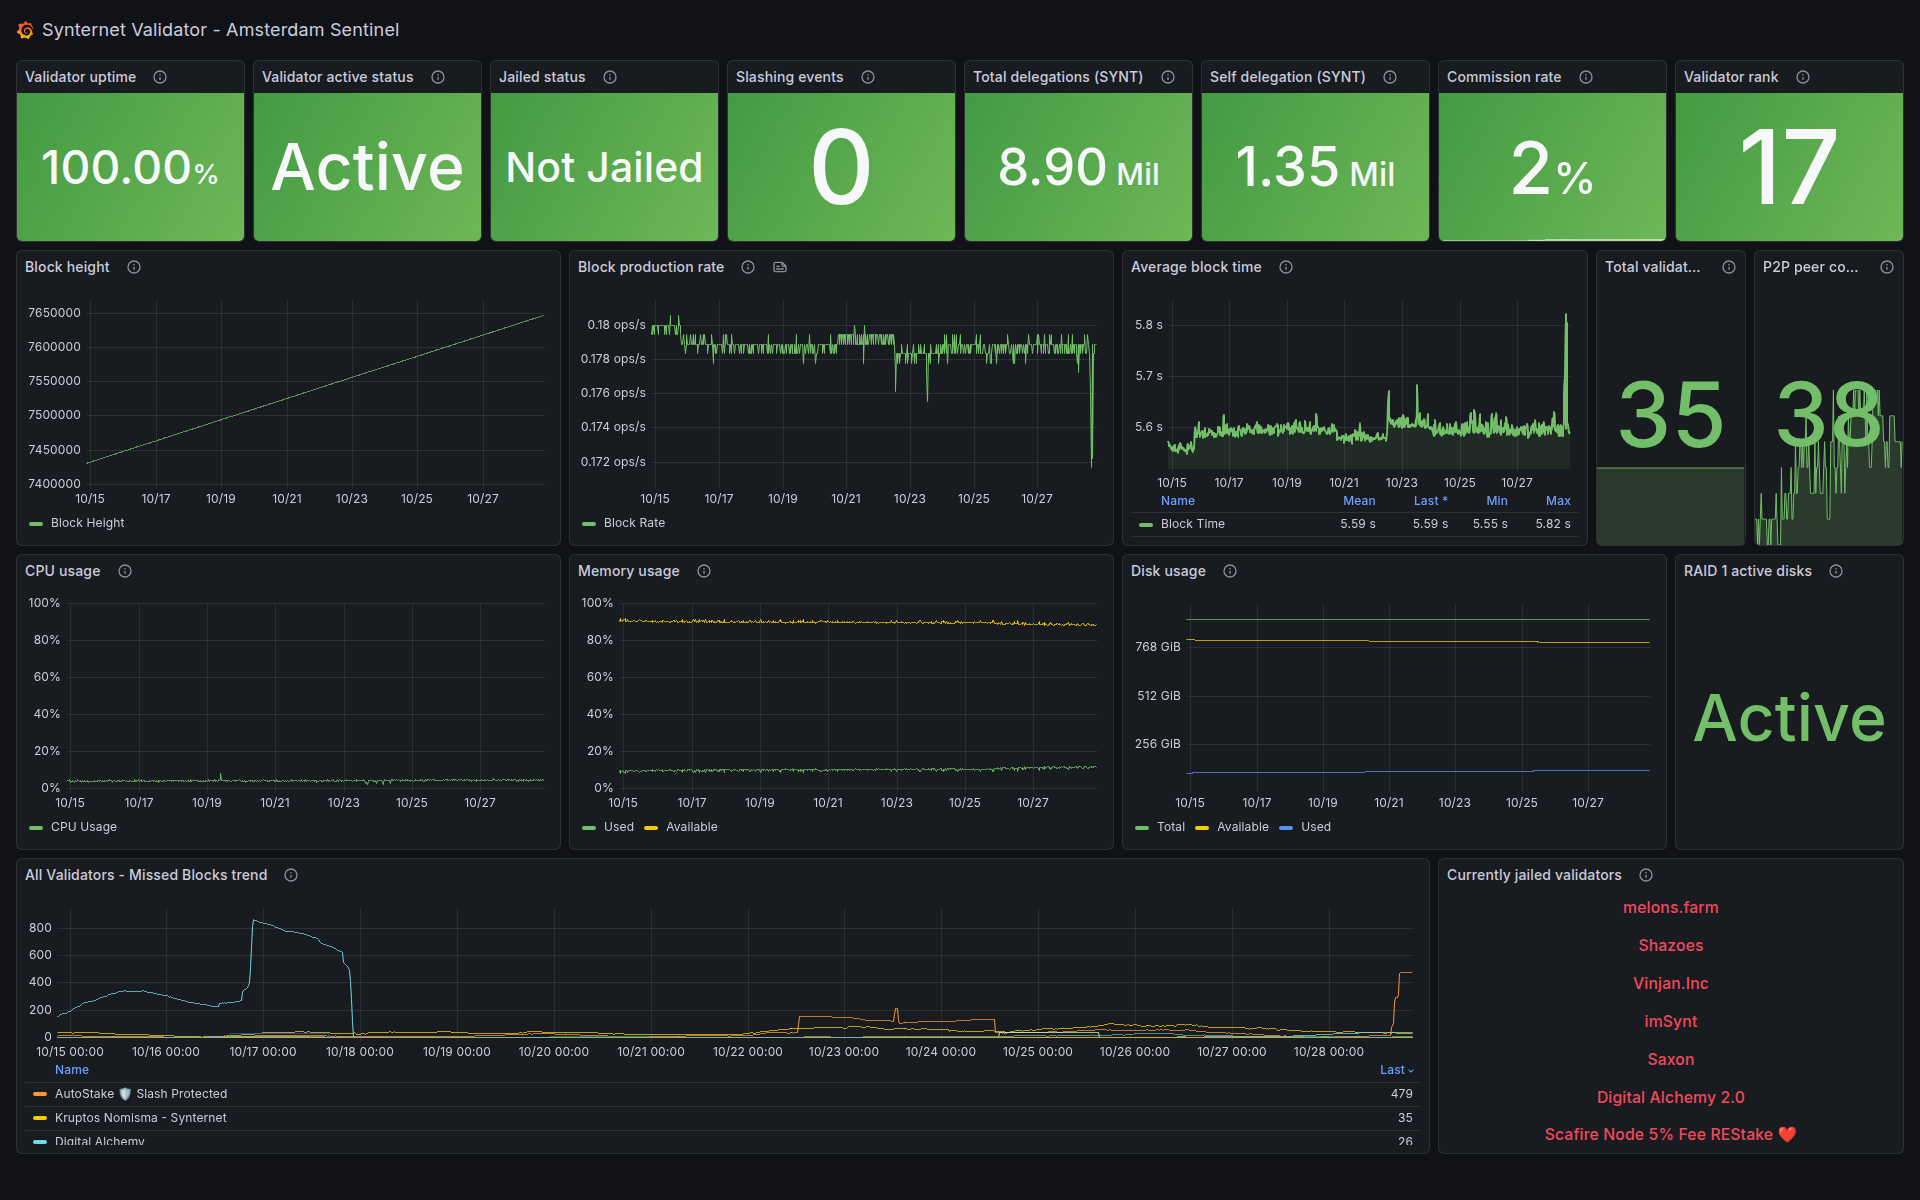 Synternet Validator - Amsterdam Sentinel
Validator uptime
100.00%
Validator active status
Active
Jailed status
Not Jailed
Slashing events
0
Total delegations (SYNT)
8.90 Mil
Self delegation (SYNT)
1.35 Mil
Commission rate
2%
Validator rank
17
Block height
7650000
7600000
7550000
7500000
7450000
7400000
10/15 10/17 10/19 10/21 10/23 10/25 10/27
Block Height
Block production rate
0.18 ops/s
0.178 ops/s
0.176 ops/s
0.174 ops/s
0.172 ops/s
10/15 10/17 10/19 10/21 10/23 10/25 10/27
Block Rate
Average block time
5.8 s
5.7 s
5.6 s
10/15 10/17 10/19 10/21 10/23 10/25 10/27
Name Mean Last * Min Max
Block Time 5.59 s 5.59 s 5.55 s 5.82 s
Total validat...
35
P2P peer co...
38
CPU usage
100%
80%
60%
40%
20%
0%
10/15 10/17 10/19 10/21 10/23 10/25 10/27
CPU Usage
Memory usage
100%
80%
60%
40%
20%
0%
10/15 10/17 10/19 10/21 10/23 10/25 10/27
Used Available
Disk usage
768 GiB
512 GiB
256 GiB
10/15 10/17 10/19 10/21 10/23 10/25 10/27
Total Available Used
RAID 1 active disks
Active
All Validators - Missed Blocks trend
800
600
400
200
0
10/15 00:00 10/16 00:00 10/17 00:00 10/18 00:00 10/19 00:00 10/20 00:00 10/21 00:00 10/22 00:00 10/23 00:00 10/24 00:00 10/25 00:00 10/26 00:00 10/27 00:00 10/28 00:00
Name Last
AutoStake 🛡️ Slash Protected 479
Kruptos Nomisma - Synternet 35
Digital Alchemy 26
Currently jailed validators
melons.farm
Shazoes
Vinjan.Inc
imSynt
Saxon
Digital Alchemy 2.0
Scafire Node 5% Fee REStake ❤️